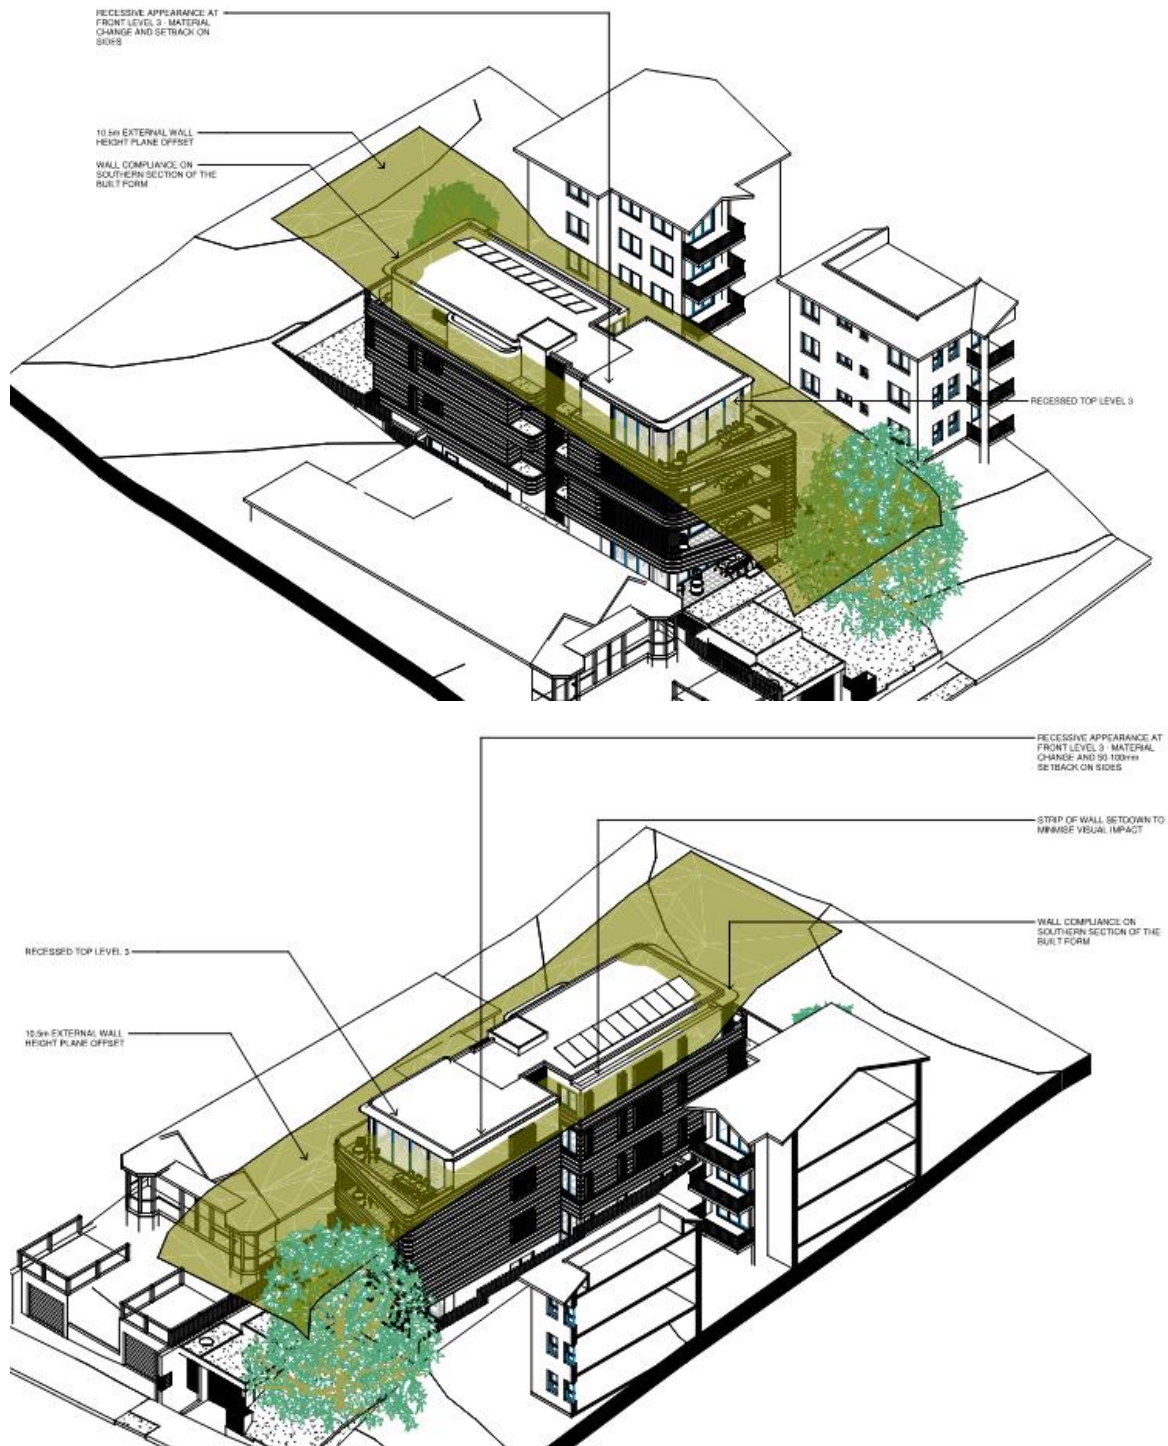 RECESSIVE APPEARANCE AT
FRONT LEVEL 3 - MATERIAL
CHANGE AND SETBACK ON
SIDES
10.5m EXTERNAL WALL
HEIGHT PLANE OFFSET
WALL COMPLIANCE ON
SOUTHERN SECTION OF THE
BUILT FORM
RECESSED TOP LEVEL 3
RECESSIVE APPEARANCE AT
FRONT LEVEL 3 - MATERIAL
CHANGE AND 50-100mm
SETBACK ON SIDES
STRIP OF WALL SETDOWN TO
MINMISE VISUAL IMPACT
WALL COMPLIANCE ON
SOUTHERN SECTION OF THE
BUILT FORM
RECESSED TOP LEVEL 3
10.5m EXTERNAL WALL
HEIGHT PLANE OFFSET